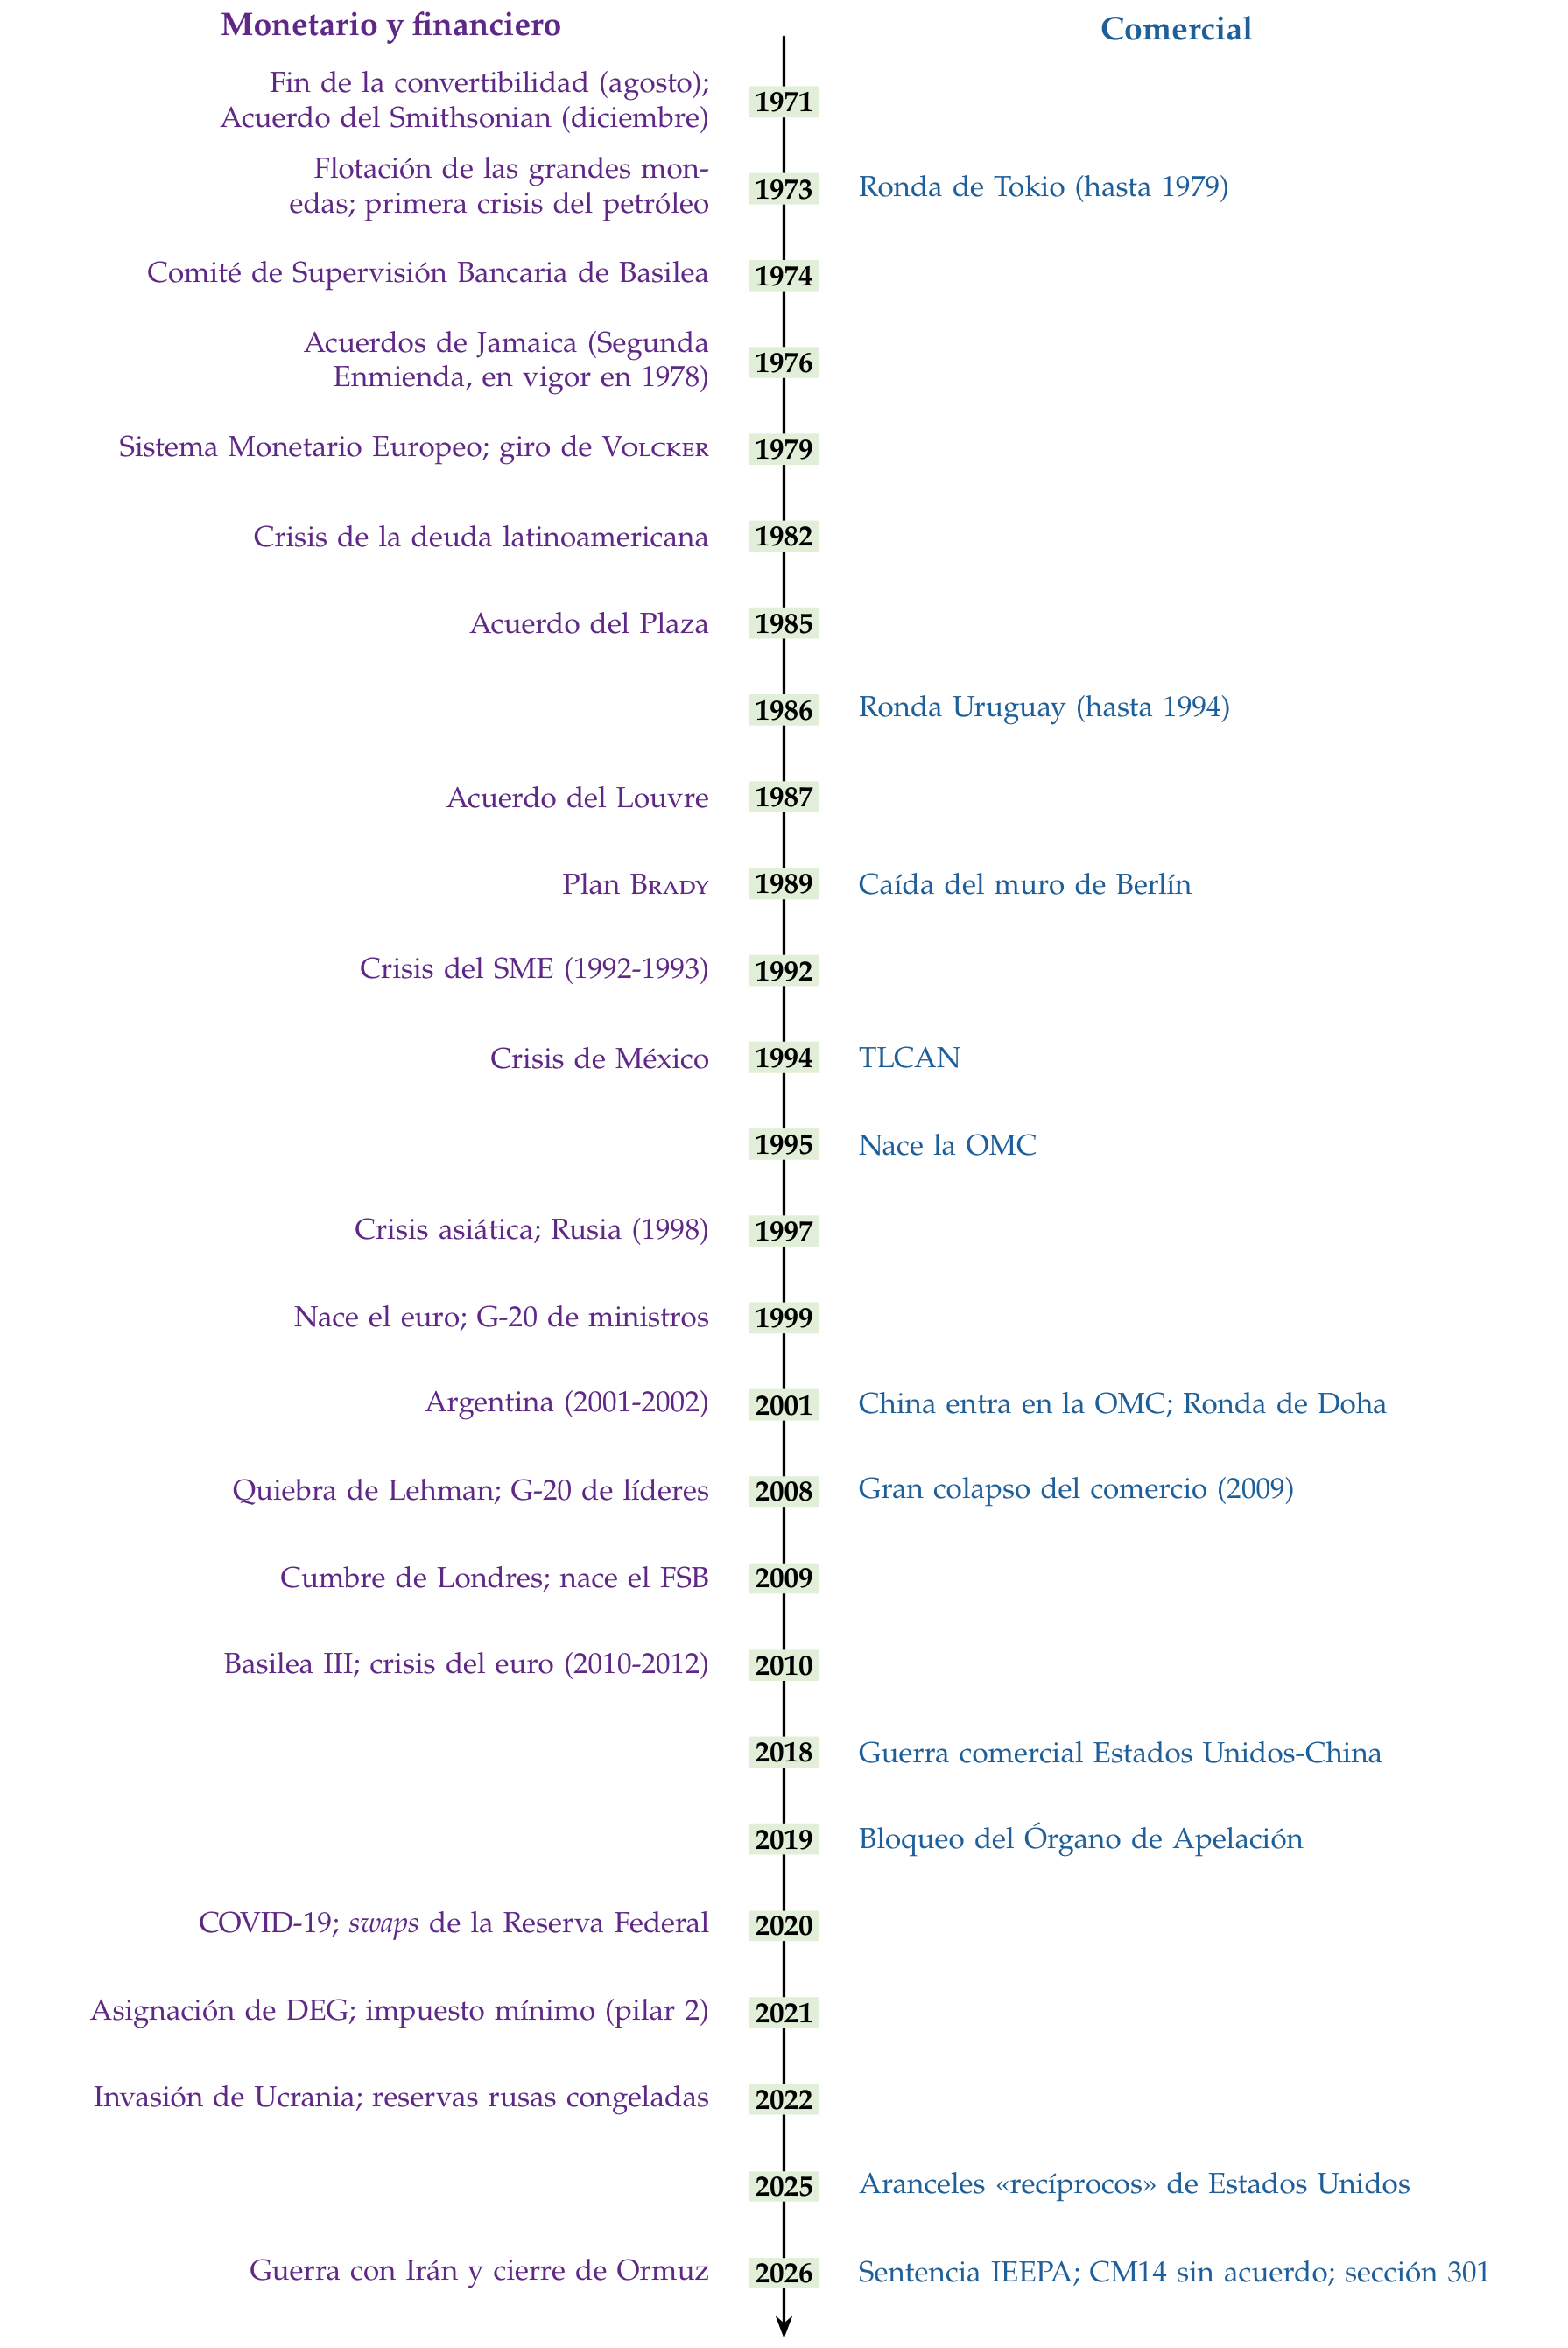 Monetario y financiero
Comercial
Fin de la convertibilidad (agosto);
Acuerdo del Smithsonian (diciembre)
1971
Flotación de las grandes mon-
edas; primera crisis del petróleo
1973
Ronda de Tokio (hasta 1979)
Comité de Supervisión Bancaria de Basilea
1974
Acuerdos de Jamaica (Segunda
Enmienda, en vigor en 1978)
1976
Sistema Monetario Europeo; giro de Volcker
1979
Crisis de la deuda latinoamericana
1982
Acuerdo del Plaza
1985
1986
Ronda Uruguay (hasta 1994)
Acuerdo del Louvre
1987
Plan Brady
1989
Caída del muro de Berlín
Crisis del SME (1992-1993)
1992
Crisis de México
1994
TLCAN
1995
Nace la OMC
Crisis asiática; Rusia (1998)
1997
Nace el euro; G-20 de ministros
1999
Argentina (2001-2002)
2001
China entra en la OMC; Ronda de Doha
Quiebra de Lehman; G-20 de líderes
2008
Gran colapso del comercio (2009)
Cumbre de Londres; nace el FSB
2009
Basilea III; crisis del euro (2010-2012)
2010
2018
Guerra comercial Estados Unidos-China
2019
Bloqueo del Órgano de Apelación
COVID-19; swaps de la Reserva Federal
2020
Asignación de DEG; impuesto mínimo (pilar 2)
2021
Invasión de Ucrania; reservas rusas congeladas
2022
2025
Aranceles «recíprocos» de Estados Unidos
Guerra con Irán y cierre de Ormuz
2026
Sentencia IEEPA; CM14 sin acuerdo; sección 301